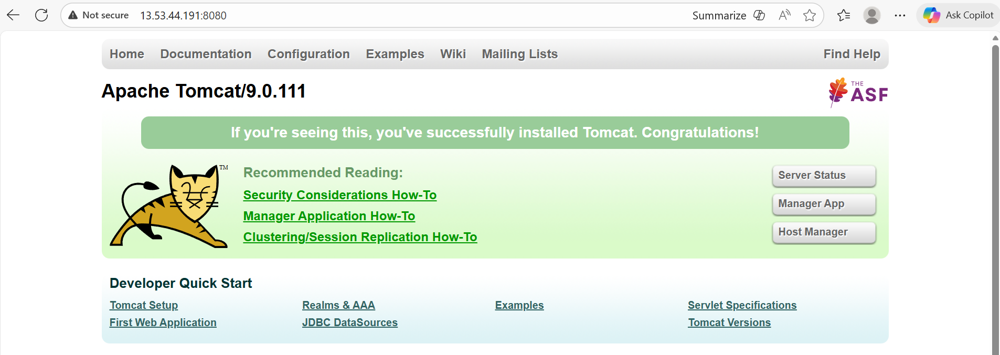 Not secure 13.53.44.191:8080 Summarize Ask Copilot
Home Documentation Configuration Examples Wiki Mailing Lists Find Help
Apache Tomcat/9.0.111
THE
ASF
If you're seeing this, you've successfully installed Tomcat. Congratulations!
TM
Recommended Reading:
Security Considerations How-To
Manager Application How-To
Clustering/Session Replication How-To
Server Status
Manager App
Host Manager
Developer Quick Start
Tomcat Setup Realms & AAA Examples Servlet Specifications
First Web Application JDBC DataSources Tomcat Versions